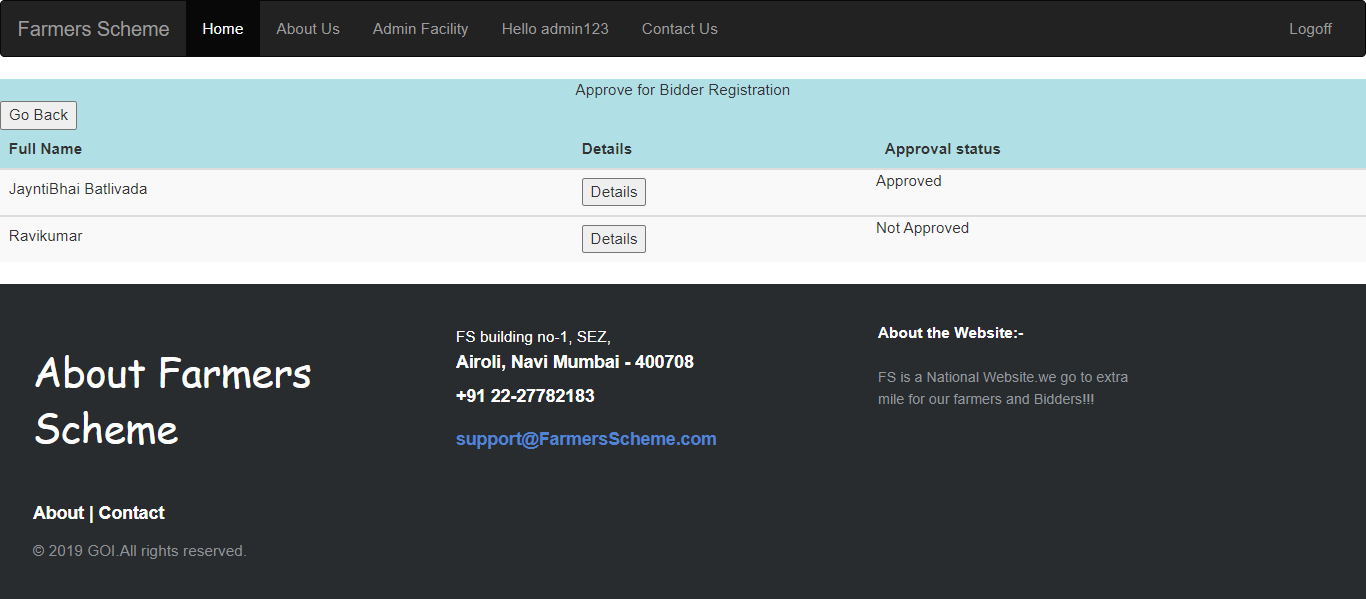 Farmers Scheme Home About Us Admin Facility Hello admin123 Contact Us Logoff
Approve for Bidder Registration
Go Back
Full Name Details Approval status
JayntiBhai Batlivada Details Approved
Ravikumar Details Not Approved
About Farmers
Scheme
About | Contact
© 2019 GOI.All rights reserved.
FS building no-1, SEZ,
Airoli, Navi Mumbai - 400708
+91 22-27782183
support@FarmersScheme.com
About the Website:-
FS is a National Website.we go to extra
mile for our farmers and Bidders!!!